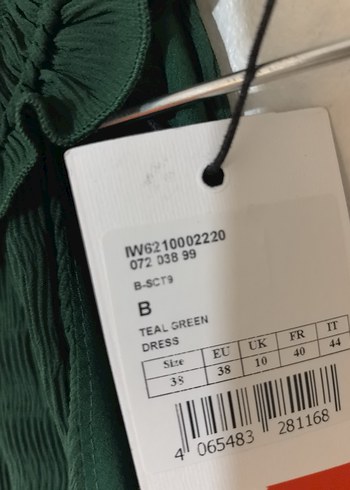 IW6210002220
072 038 99
B-SCT9
B
TEAL GREEN
DRESS
Size EU UK FR IT
38 38 10 40 44
4 065483 281168